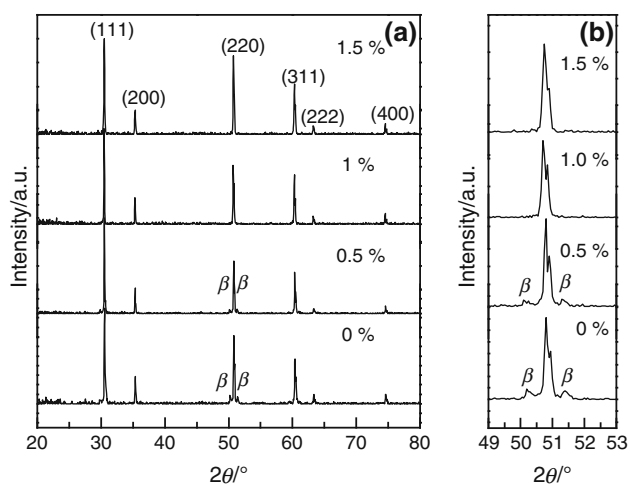 (111)
(a)
(b)
(220)
1.5 %
(311)
(200)
(222)
(400)
1 %
0.5 %
β β
0 %
β β
Intensity/a.u.
20 30 40 50 60 70 80
2θ/°
1.5 %
1.0 %
0.5 %
β β
0 %
β β
Intensity/a.u.
49 50 51 52 53
2θ/°